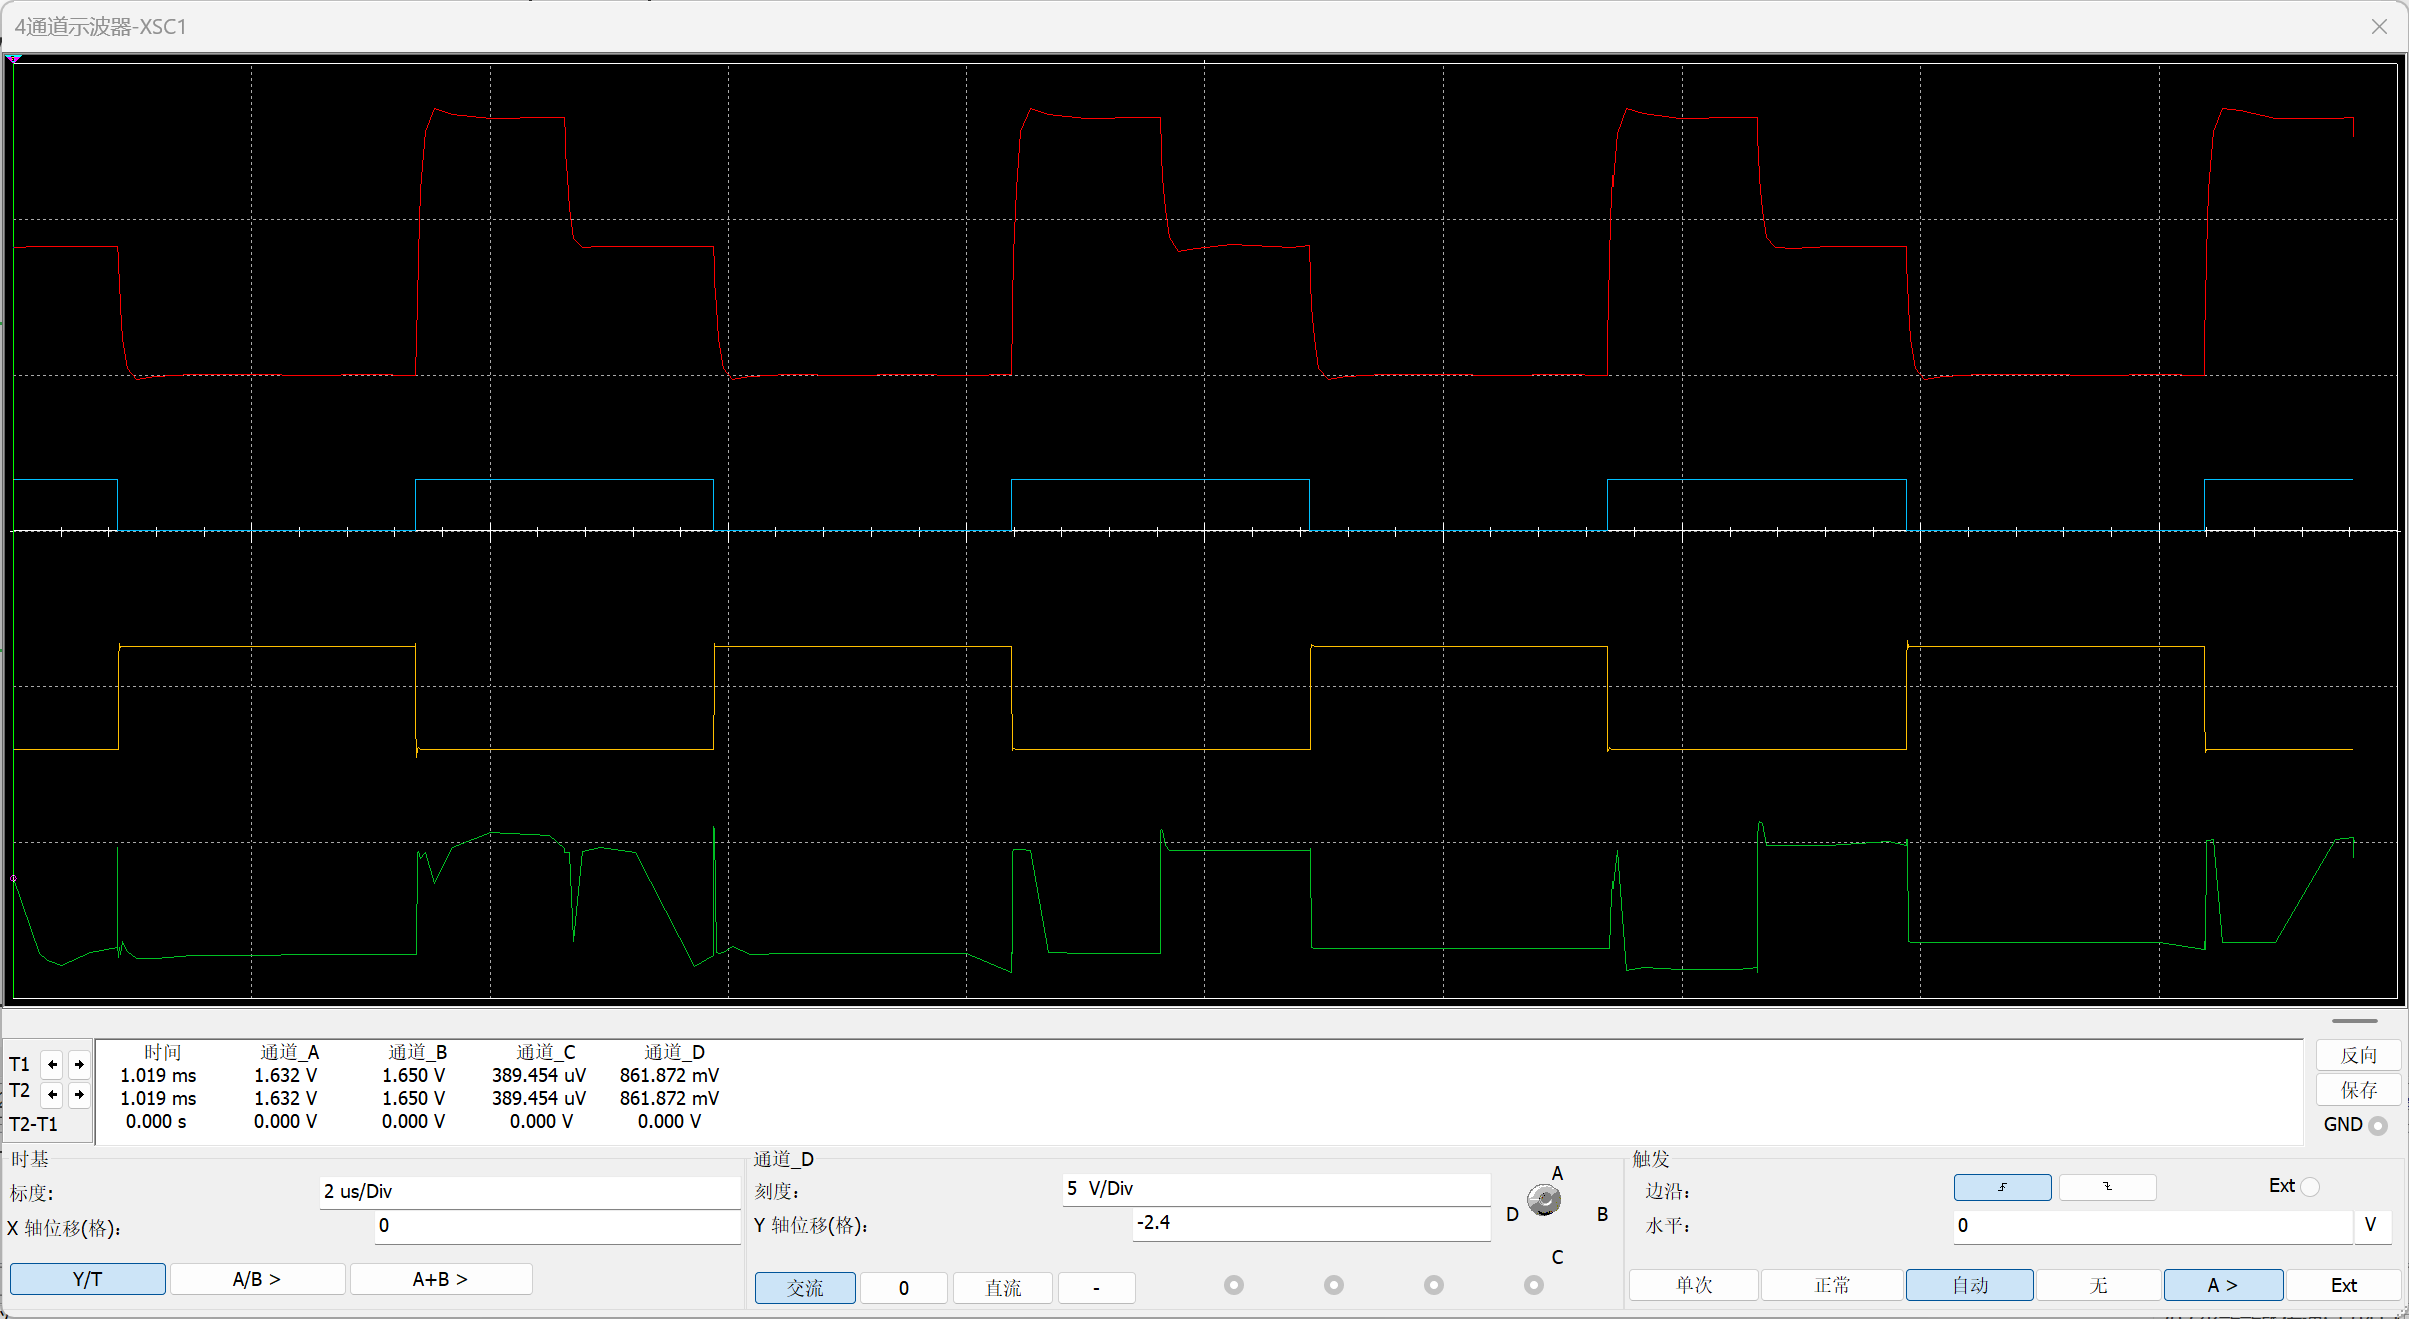 4通道示波器-XSC1
时间 通道_A 通道_B 通道_C 通道_D
T1 1.019 ms 1.632 V 1.650 V 389.454 uV 861.872 mV
T2 1.019 ms 1.632 V 1.650 V 389.454 uV 861.872 mV
T2-T1 0.000 s 0.000 V 0.000 V 0.000 V 0.000 V
反向
保存
GND
时基
标度: 2 us/Div
X 轴位移(格): 0
Y/T A/B > A+B >
通道_D
刻度: 5 V/Div
Y 轴位移(格): -2.4
交流 0 直流 -
A
D B
C
触发
边沿: Ext
水平: 0 V
单次 正常 自动 无 A > Ext